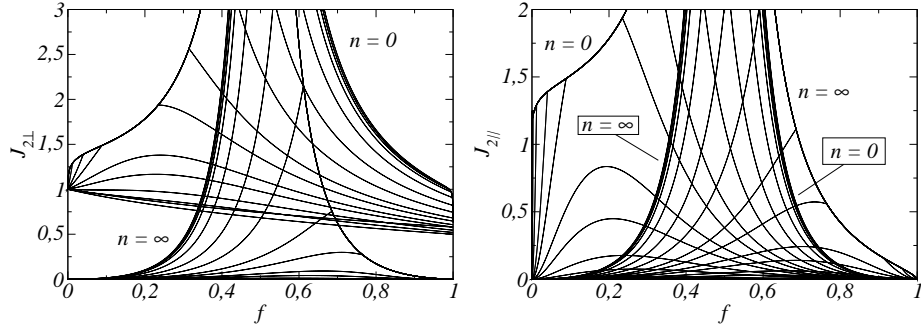 3
2,5
2
1,5
1
0,5
0
J2⊥
n = 0
n = ∞
0 0,2 0,4 0,6 0,8 1
f
2
1,5
1
0,5
0
J2//
n = 0
n = ∞
n = ∞
n = 0
0 0,2 0,4 0,6 0,8 1
f